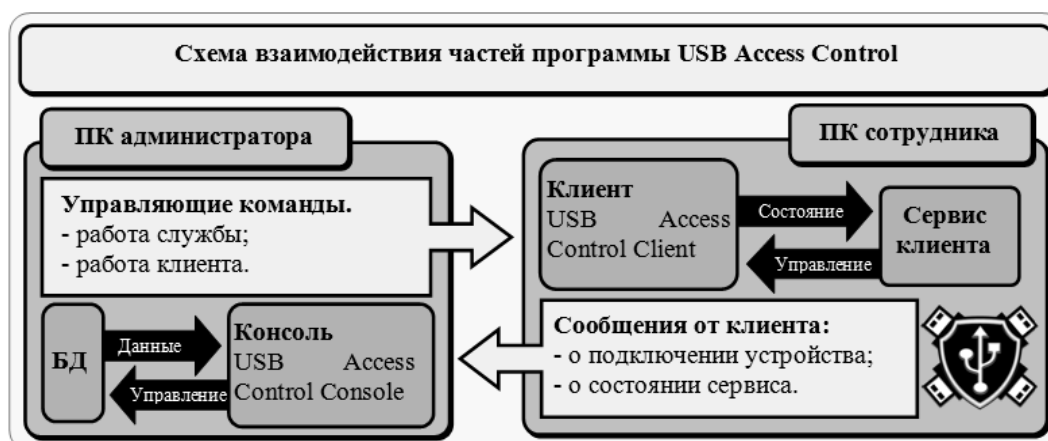 Схема взаимодействия частей программы USB Access Control
ПК администратора
Управляющие команды.
- работа службы;
- работа клиента.
БД
Данные
Управление
Консоль
USB Access
Control Console
ПК сотрудника
Клиент
USB Access
Control Client
Состояние
Управление
Сервис
клиента
Сообщения от клиента:
- о подключении устройства;
- о состоянии сервиса.